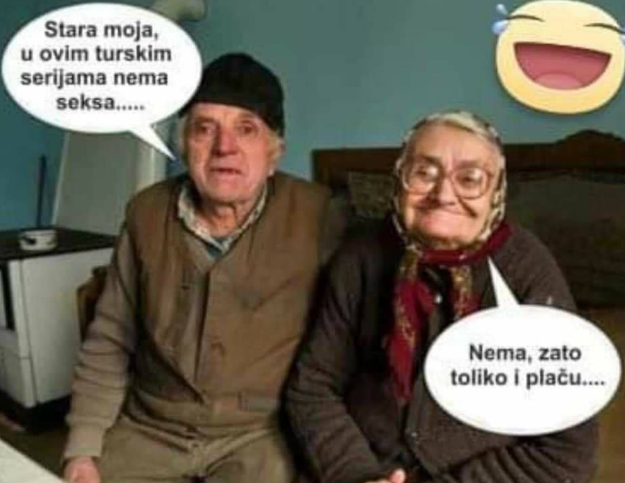 Stara moja,
u ovim turskim
serijama nema
seksa.....
Nema, zato
toliko i plaču....